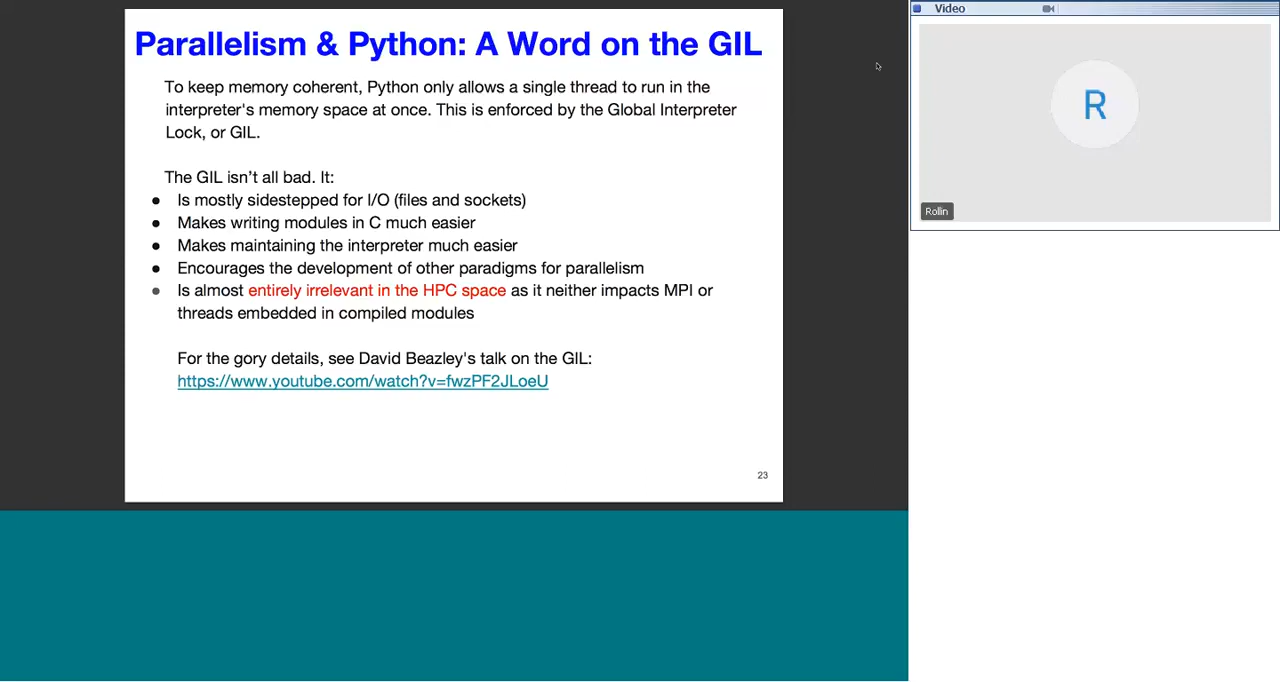 Parallelism & Python: A Word on the GIL
To keep memory coherent, Python only allows a single thread to run in the
interpreter's memory space at once. This is enforced by the Global Interpreter
Lock, or GIL.
The GIL isn’t all bad. It:
● Is mostly sidestepped for I/O (files and sockets)
● Makes writing modules in C much easier
● Makes maintaining the interpreter much easier
● Encourages the development of other paradigms for parallelism
● Is almost entirely irrelevant in the HPC space as it neither impacts MPI or
threads embedded in compiled modules
For the gory details, see David Beazley's talk on the GIL:
https://www.youtube.com/watch?v=fwzPF2JLoeU
23
Video
R
Rollin